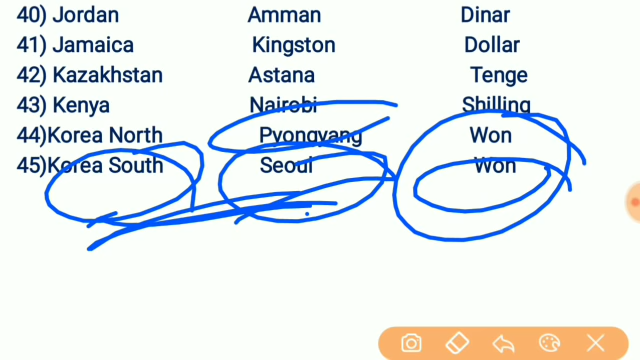 40) Jordan Amman Dinar
41) Jamaica Kingston Dollar
42) Kazakhstan Astana Tenge
43) Kenya Nairobi Shilling
44)Korea North Pyongyang Won
45)Korea South Seoul Won